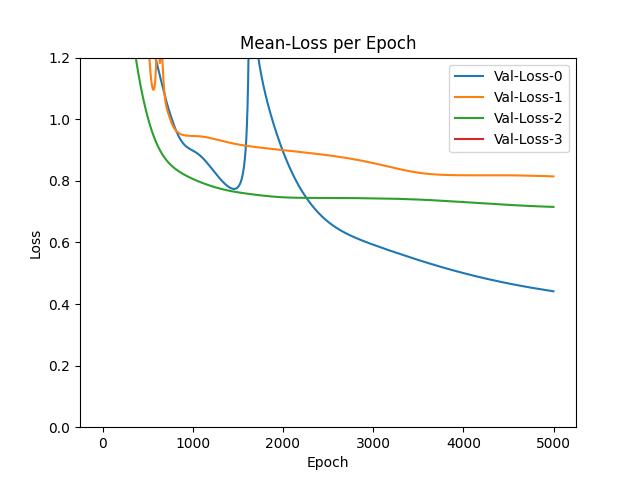 Mean-Loss per Epoch
Val-Loss-0
Val-Loss-1
Val-Loss-2
Val-Loss-3
1.2
1.0
0.8
0.6
0.4
0.2
0.0
Loss
0 1000 2000 3000 4000 5000
Epoch